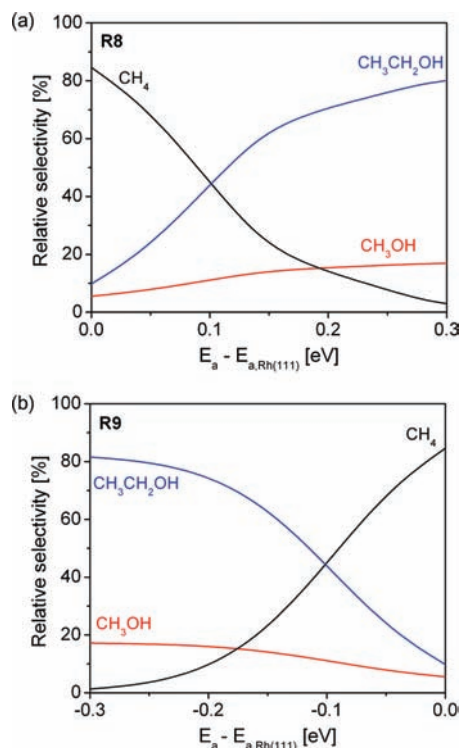 (a)
R8
CH₄
CH₃CH₂OH
CH₃OH
Relative selectivity [%]
100
80
60
40
20
0
0.0 0.1 0.2 0.3
Eₐ - Eₐ,Rh(111) [eV]
(b)
R9
CH₄
CH₃CH₂OH
CH₃OH
Relative selectivity [%]
100
80
60
40
20
0
-0.3 -0.2 -0.1 0.0
Eₐ - Eₐ,Rh(111) [eV]